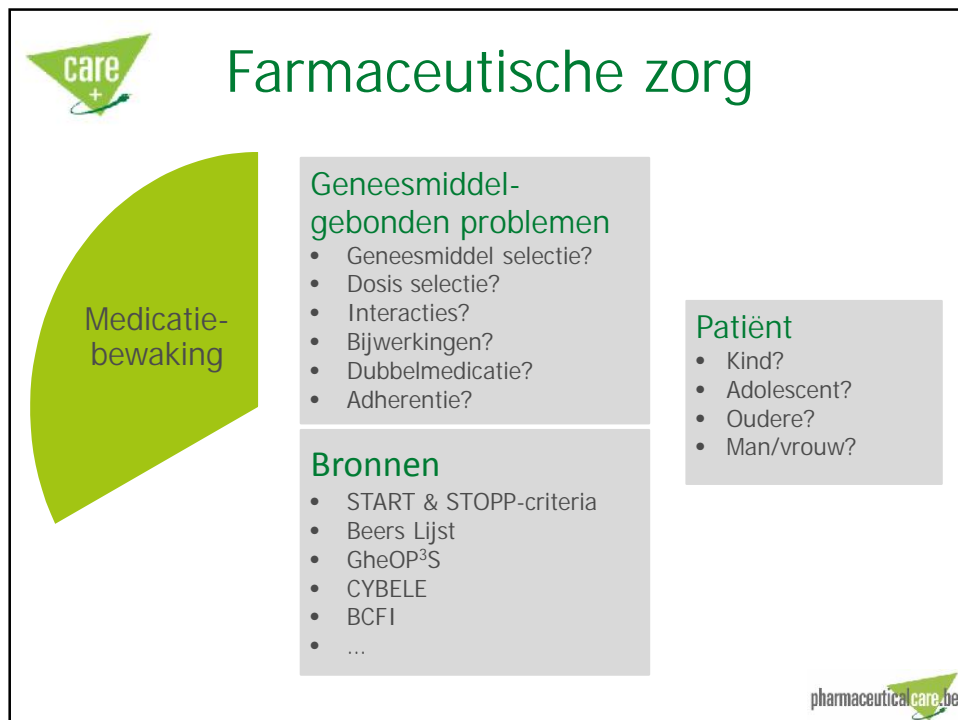 care
+
Farmaceutische zorg
Medicatie-
bewaking
Geneesmiddel-
gebonden problemen
• Geneesmiddel selectie?
• Dosis selectie?
• Interacties?
• Bijwerkingen?
• Dubbelmedicatie?
• Adherentie?
Bronnen
• START & STOPP-criteria
• Beers Lijst
• GheOP³S
• CYBELE
• BCFI
• ...
Patiënt
• Kind?
• Adolescent?
• Oudere?
• Man/vrouw?
pharmaceuticalcare.be